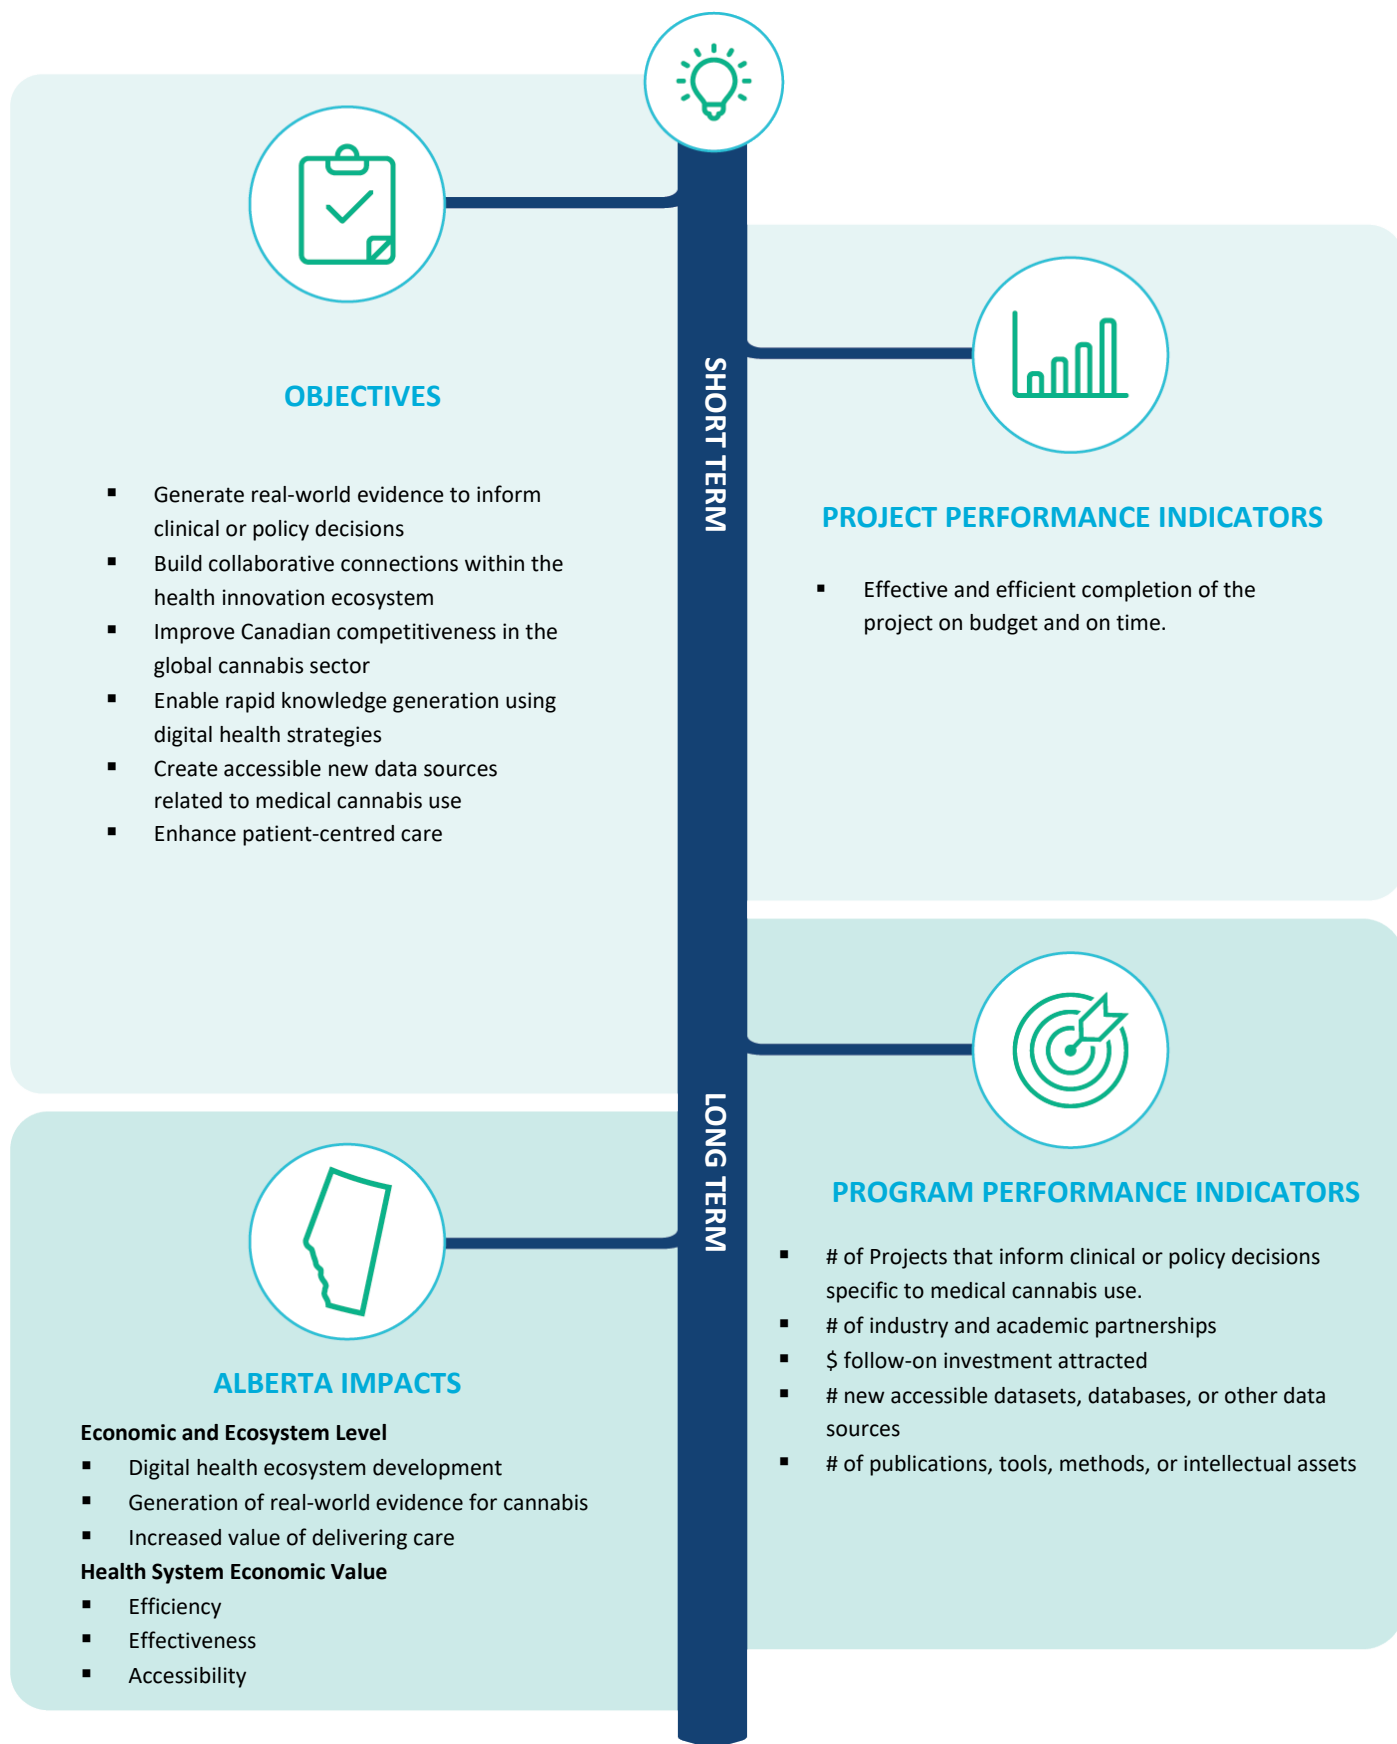 OBJECTIVES
Generate real-world evidence to inform
clinical or policy decisions
Build collaborative connections within the
health innovation ecosystem
Improve Canadian competitiveness in the
global cannabis sector
Enable rapid knowledge generation using
digital health strategies
Create accessible new data sources
related to medical cannabis use
Enhance patient-centred care
SHORT TERM
PROJECT PERFORMANCE INDICATORS
Effective and efficient completion of the
project on budget and on time.
LONG TERM
PROGRAM PERFORMANCE INDICATORS
# of Projects that inform clinical or policy decisions
specific to medical cannabis use.
# of industry and academic partnerships
$ follow-on investment attracted
# new accessible datasets, databases, or other data
sources
# of publications, tools, methods, or intellectual assets
ALBERTA IMPACTS
Economic and Ecosystem Level
Digital health ecosystem development
Generation of real-world evidence for cannabis
Increased value of delivering care
Health System Economic Value
Efficiency
Effectiveness
Accessibility